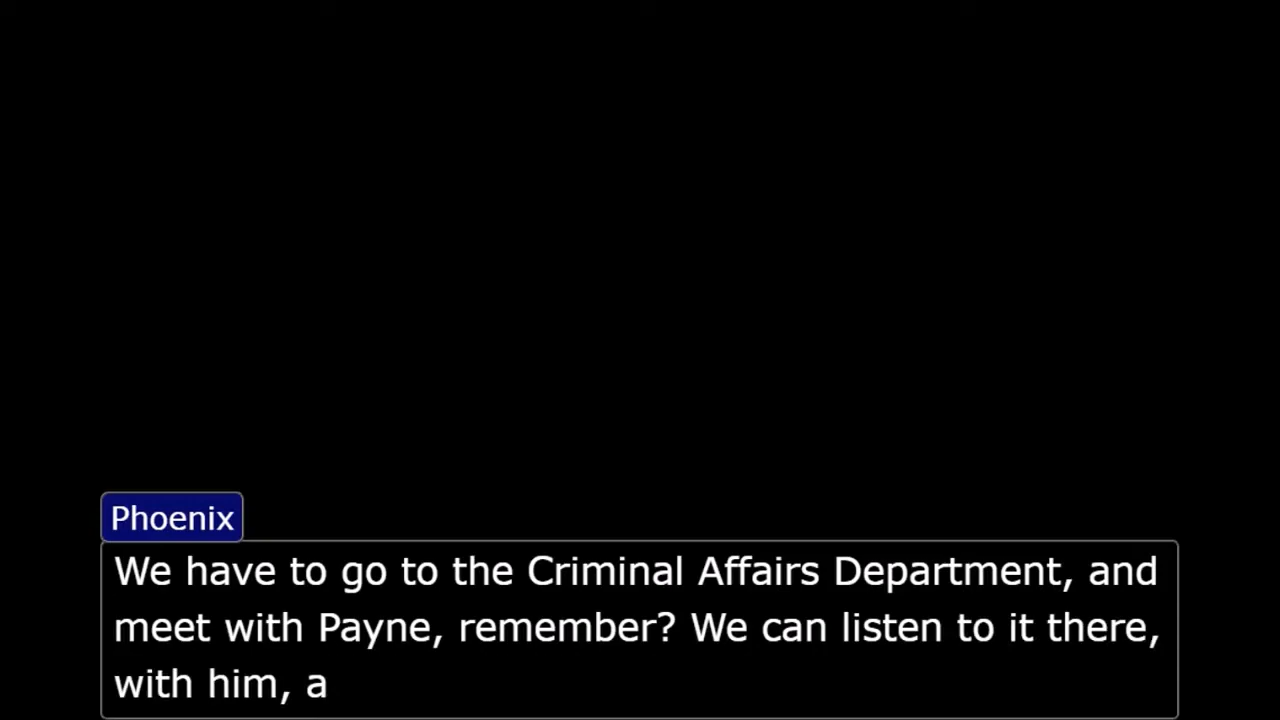 Phoenix
We have to go to the Criminal Affairs Department, and
meet with Payne, remember? We can listen to it there,
with him, a